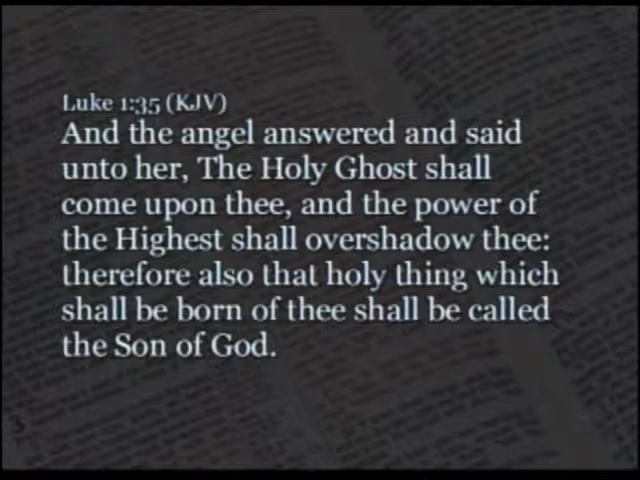 Luke 1:35 (KJV)
And the angel answered and said
unto her, The Holy Ghost shall
come upon thee, and the power of
the Highest shall overshadow thee:
therefore also that holy thing which
shall be born of thee shall be called
the Son of God.